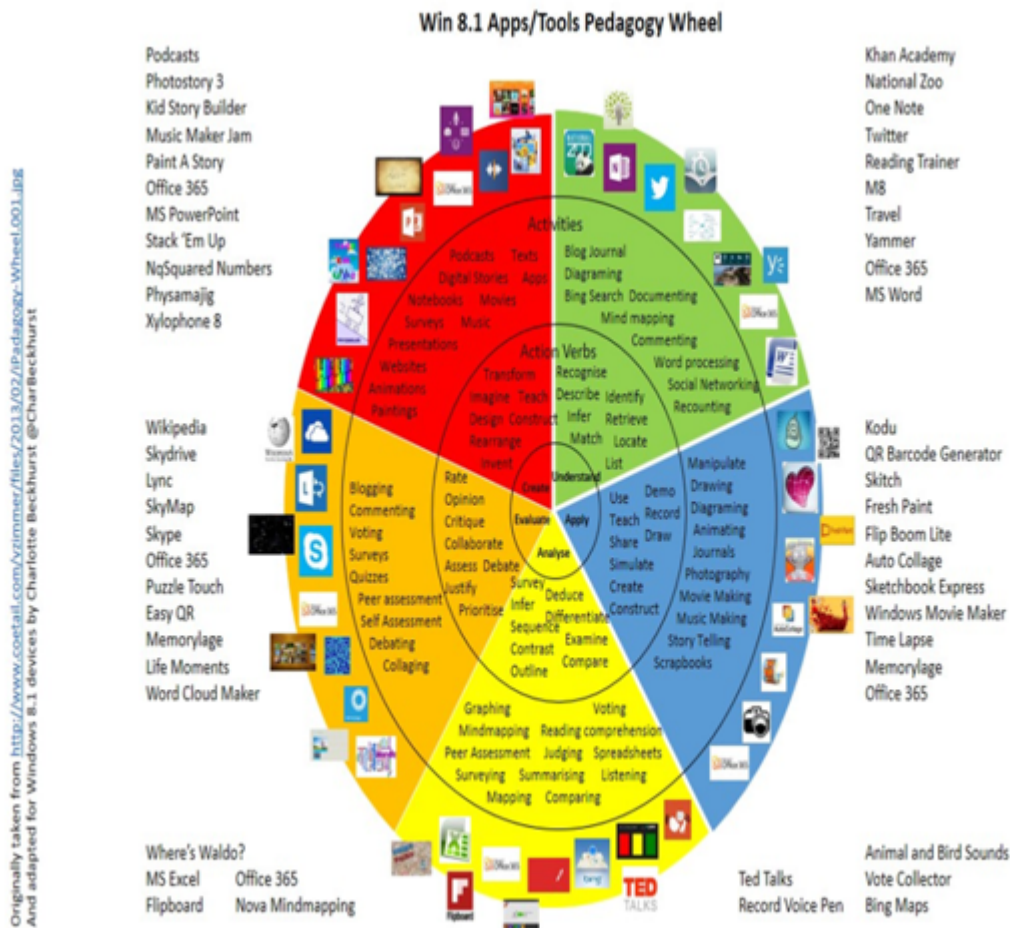 Win 8.1 Apps/Tools Pedagogy Wheel
Podcasts
Photostory 3
Kid Story Builder
Music Maker Jam
Paint A Story
Office 365
MS PowerPoint
Stack 'Em Up
NqSquared Numbers
Physamajig
Xylophone 8
Khan Academy
National Zoo
One Note
Twitter
Reading Trainer
M8
Travel
Yammer
Office 365
MS Word
Activities
Podcasts Texts
Digital Stories Apps
Notebooks Movies
Surveys Music
Presentations
Websites
Animations
Paintings
Blog Journal
Diagraming
Bing Search Documenting
Mind mapping
Commenting
Word processing
Social Networking
Recounting
Action Verbs
Transform
Imagine Teach
Design Construct
Rearrange
Invent
Create
Recognise
Describe Identify
Infer Retrieve
Match Locate
List
Understand
Wikipedia
Skydrive
Lync
SkyMap
Skype
Office 365
Puzzle Touch
Easy QR
Memorylage
Life Moments
Word Cloud Maker
Blogging
Commenting
Voting
Surveys
Quizzes
Peer assessment
Self Assessment
Debating
Collaging
Rate
Opinion
Critique
Collaborate
Assess Debate
Justify
Prioritise
Evaluate
Apply
Analyse
Use Demo
Teach Record
Share Draw
Simulate
Create
Construct
Manipulate
Drawing
Diagraming
Animating
Journals
Photography
Movie Making
Music Making
Story Telling
Scrapbooks
Kodu
QR Barcode Generator
Skitch
Fresh Paint
Flip Boom Lite
Auto Collage
Sketchbook Express
Windows Movie Maker
Time Lapse
Memorylage
Office 365
Survey Deduce
Infer Differentiate
Sequence Examine
Contrast Compare
Outline
Graphing Voting
Mindmapping Reading comprehension
Peer Assessment Judging Spreadsheets
Surveying Summarising Listening
Mapping Comparing
Where's Waldo?
MS Excel Office 365
Flipboard Nova Mindmapping
Flipboard
bing
TED
TALKS
Ted Talks
Record Voice Pen
Animal and Bird Sounds
Vote Collector
Bing Maps
Originally taken from http://www.coetail.com/vzimmer/files/2013/02/iPadagogy-Wheel.001.jpg
And adapted for Windows 8.1 devices by Charlotte Beckhurst @CharBeckhurst